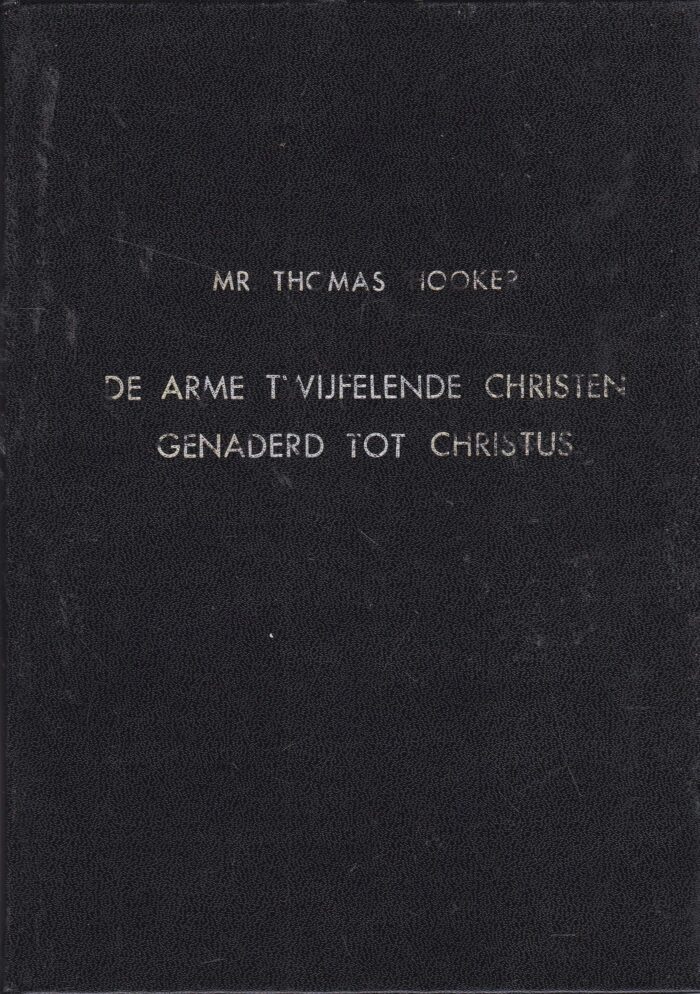 MR. THOMAS HOOKER
DE ARME TWIJFELENDE CHRISTEN
GENADERD TOT CHRISTUS